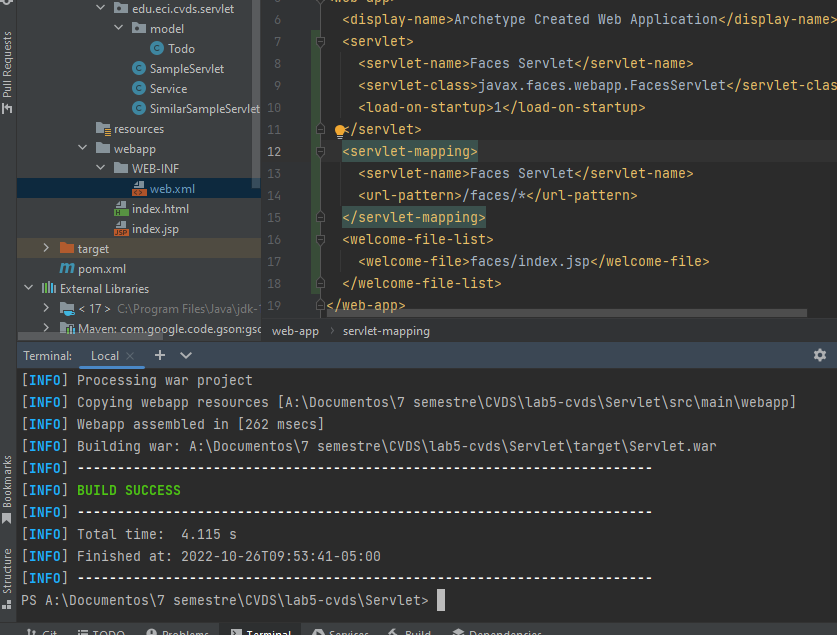 Pull Requests
edu.eci.cvds.servlet
model
Todo
SampleServlet
Service
SimilarSampleServlet
resources
webapp
WEB-INF
web.xml
index.html
index.jsp
target
pom.xml
External Libraries
< 17 > C:\Program Files\Java\jdk-
Maven: com.google.code.gson:gso
6 <display-name>Archetype Created Web Application</display-name>
7 <servlet>
8 <servlet-name>Faces Servlet</servlet-name>
9 <servlet-class>javax.faces.webapp.FacesServlet</servlet-clas
10 <load-on-startup>1</load-on-startup>
11 </servlet>
12 <servlet-mapping>
13 <servlet-name>Faces Servlet</servlet-name>
14 <url-pattern>/faces/*</url-pattern>
15 </servlet-mapping>
16 <welcome-file-list>
17 <welcome-file>faces/index.jsp</welcome-file>
18 </welcome-file-list>
19 </web-app>
web-app > servlet-mapping
Terminal: Local × +
[INFO] Processing war project
[INFO] Copying webapp resources [A:\Documentos\7 semestre\CVDS\lab5-cvds\Servlet\src\main\webapp]
[INFO] Webapp assembled in [262 msecs]
[INFO] Building war: A:\Documentos\7 semestre\CVDS\lab5-cvds\Servlet\target\Servlet.war
[INFO] ------------------------------------------------------------------------
[INFO] BUILD SUCCESS
[INFO] ------------------------------------------------------------------------
[INFO] Total time:  4.115 s
[INFO] Finished at: 2022-10-26T09:53:41-05:00
[INFO] ------------------------------------------------------------------------
PS A:\Documentos\7 semestre\CVDS\lab5-cvds\Servlet>
Bookmarks
Structure
Git TODO Problems Terminal Services Build Dependencies